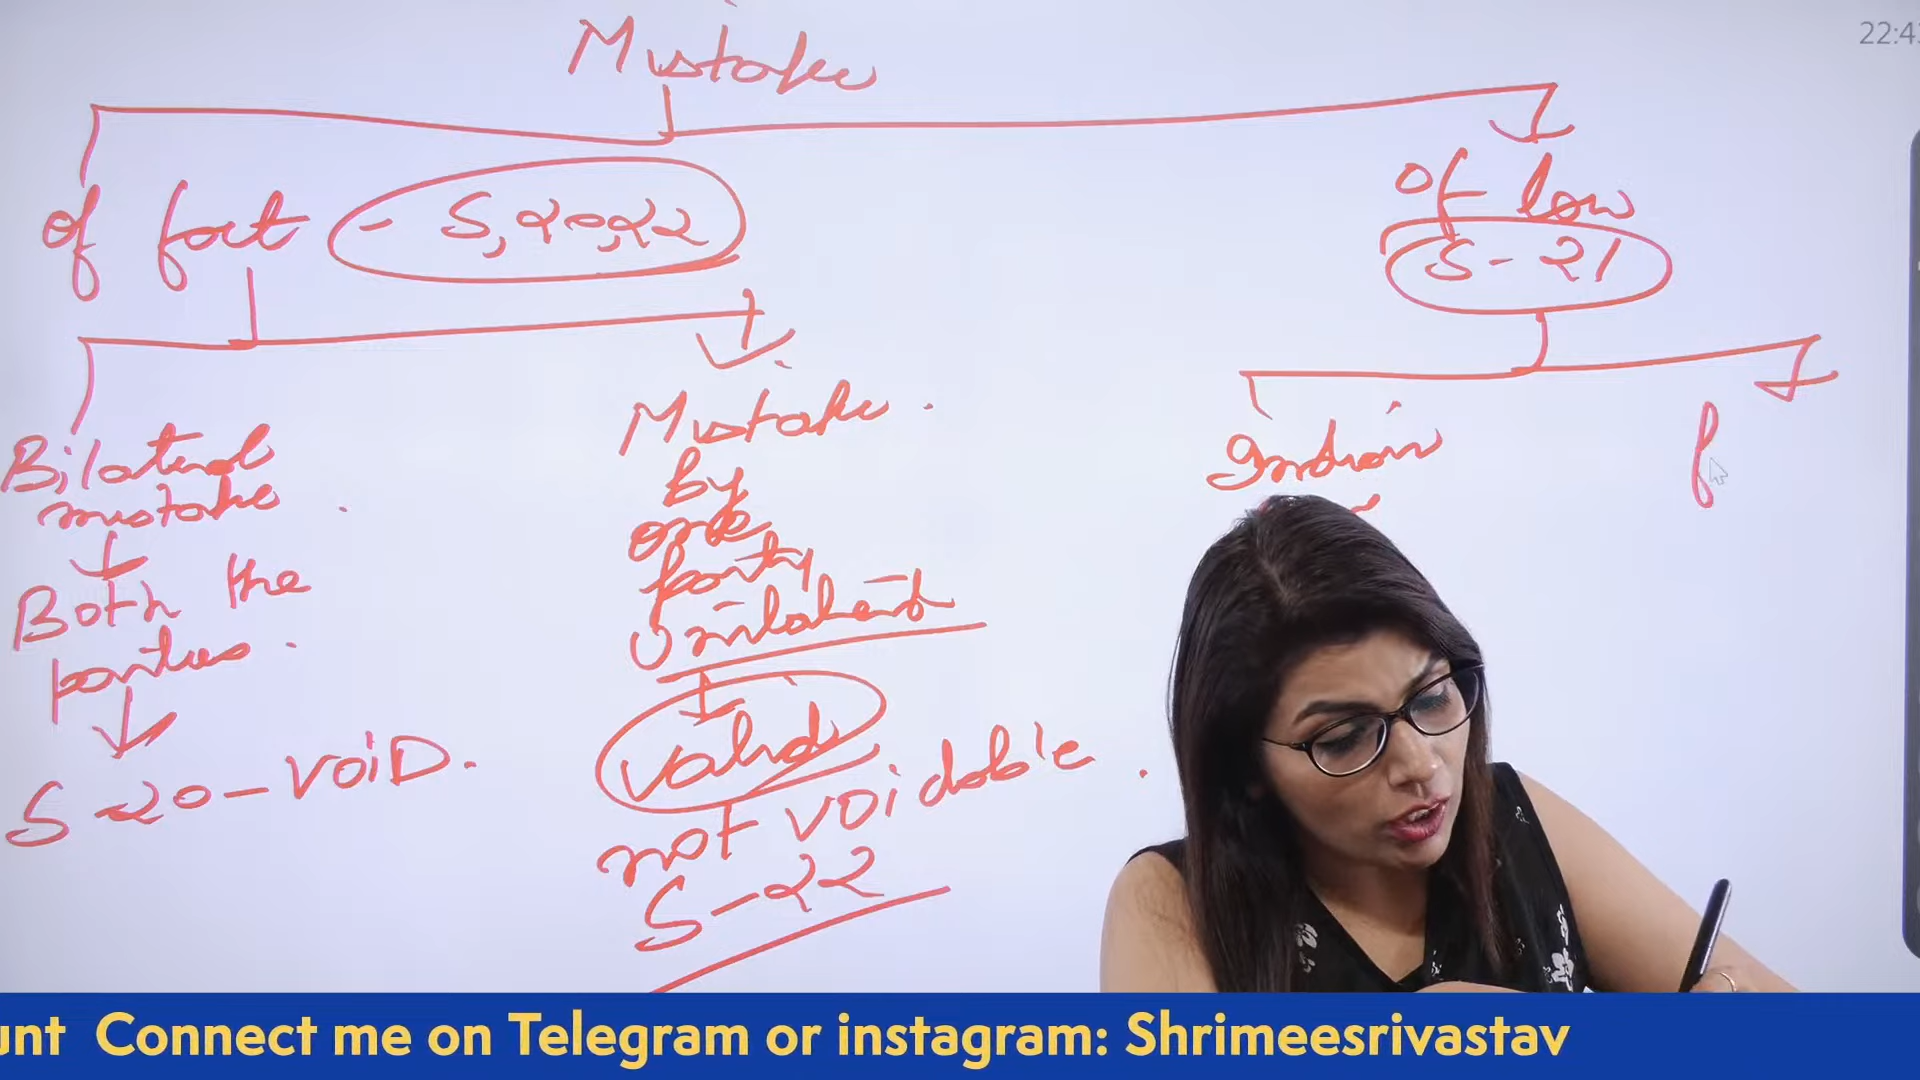 22:4
Mistake
of fact - S, 20, 22
of law
S - 21
Bilateral
mistake.
Both the
parties.
S - 20 - VOID.
Mistake.
by
one
party
Unilateral
valid
not voidable.
S - 22
Indian
f
unt Connect me on Telegram or instagram: Shrimeesrivastav